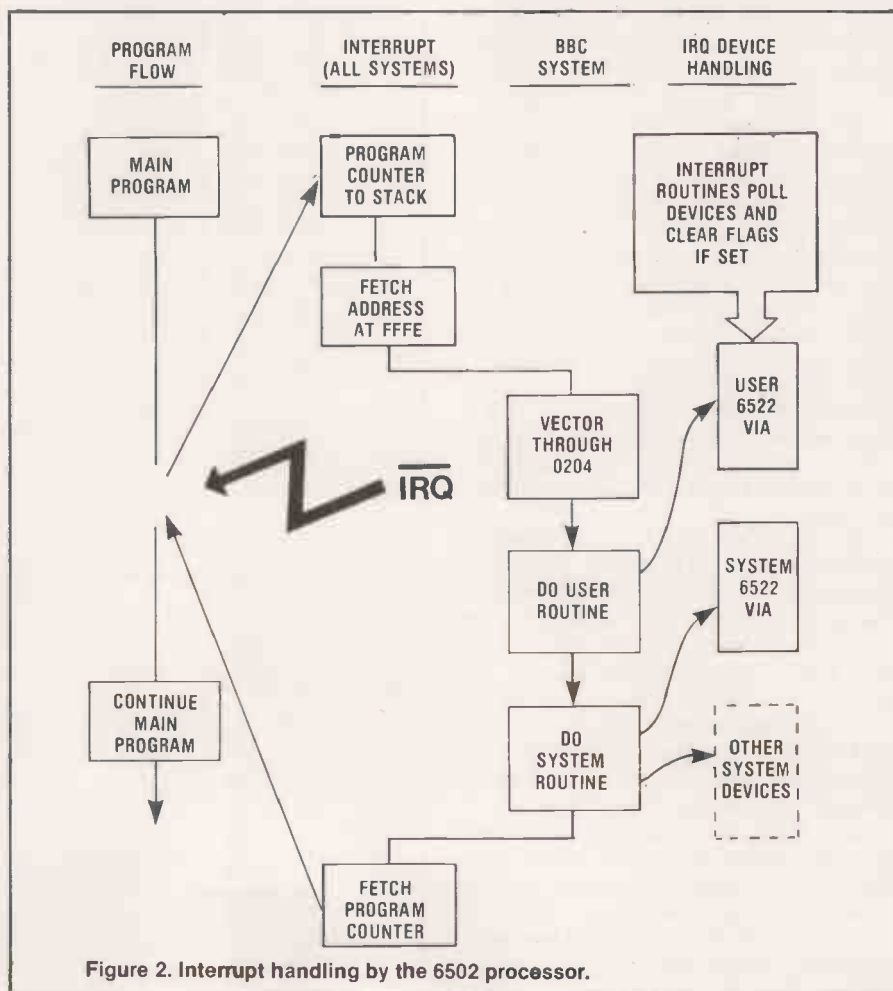 PROGRAM
FLOW
INTERRUPT
(ALL SYSTEMS)
BBC
SYSTEM
IRQ DEVICE
HANDLING
MAIN
PROGRAM
PROGRAM
COUNTER
TO STACK
INTERRUPT
ROUTINES POLL
DEVICES AND
CLEAR FLAGS
IF SET
FETCH
ADDRESS
AT FFFE
USER
6522
VIA
VECTOR
THROUGH
0204
IRQ
DO USER
ROUTINE
SYSTEM
6522
VIA
CONTINUE
MAIN
PROGRAM
DO
SYSTEM
ROUTINE
OTHER
SYSTEM
DEVICES
FETCH
PROGRAM
COUNTER
Figure 2. Interrupt handling by the 6502 processor.